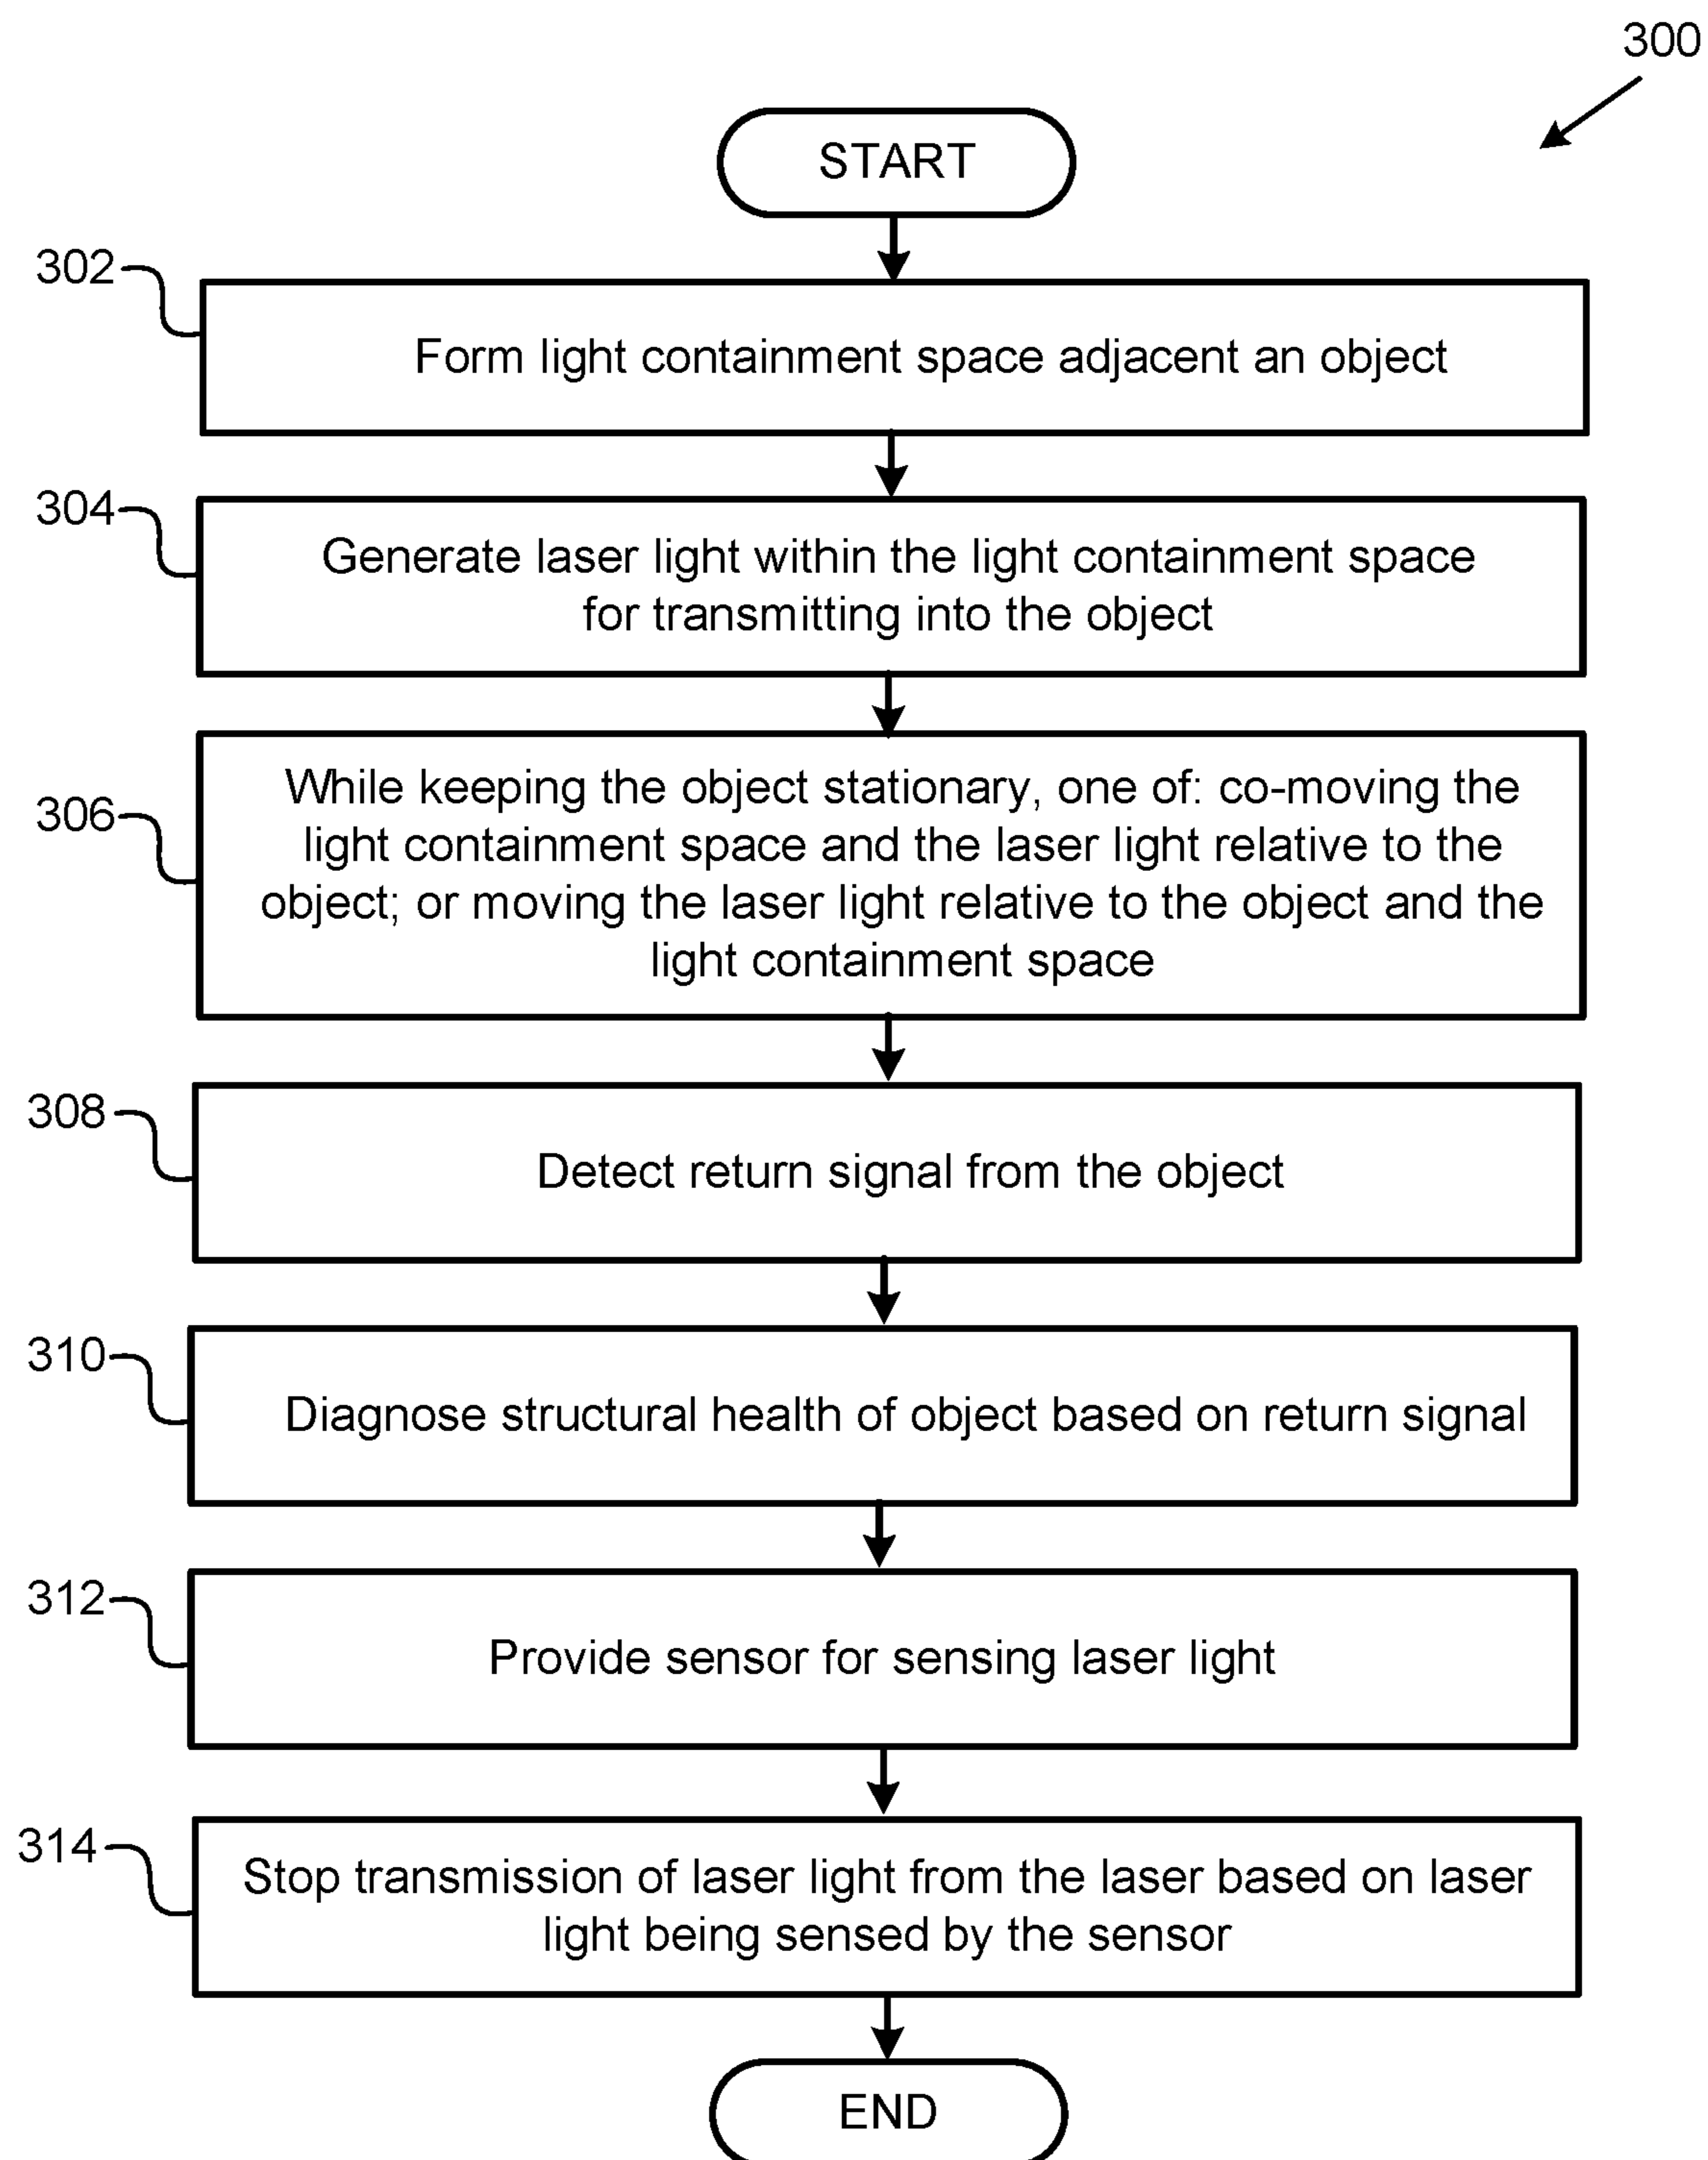 300
START
302
Form light containment space adjacent an object
304
Generate laser light within the light containment space
for transmitting into the object
306
While keeping the object stationary, one of: co-moving the
light containment space and the laser light relative to the
object; or moving the laser light relative to the object and the
light containment space
308
Detect return signal from the object
310
Diagnose structural health of object based on return signal
312
Provide sensor for sensing laser light
314
Stop transmission of laser light from the laser based on laser
light being sensed by the sensor
END